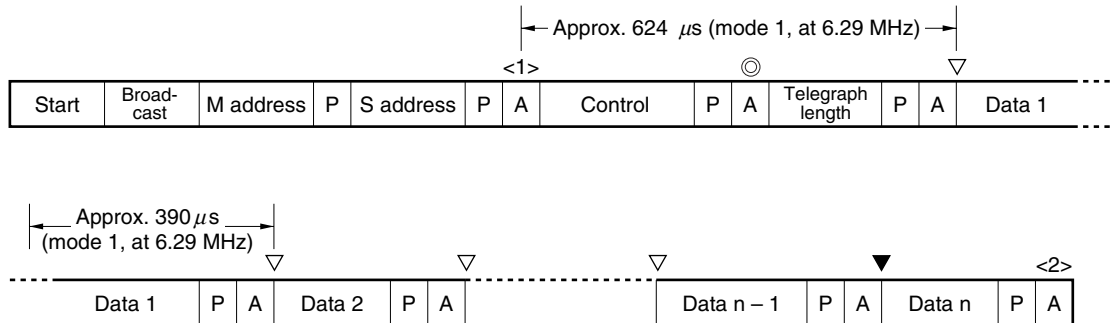 Approx. 624 μs (mode 1, at 6.29 MHz)
<1>
Start Broad-cast M address P S address P A Control P A Telegraph length P A Data 1
Approx. 390 μs
(mode 1, at 6.29 MHz)
<2>
Data 1 P A Data 2 P A Data n – 1 P A Data n P A